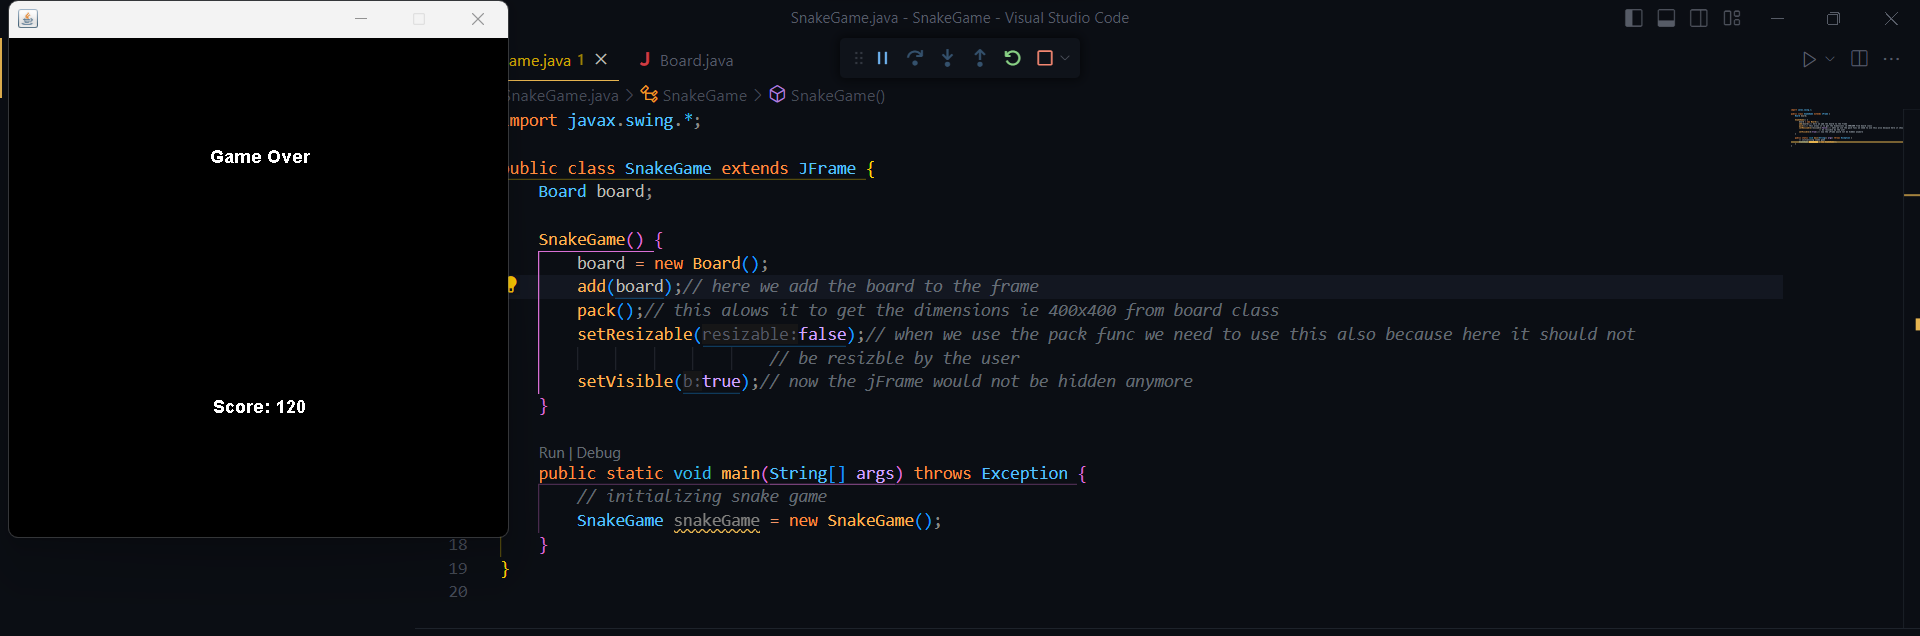 SnakeGame.java - SnakeGame - Visual Studio Code
ame.java 1
J Board.java
SnakeGame.java > SnakeGame > SnakeGame()
import javax.swing.*;
public class SnakeGame extends JFrame {
Board board;
SnakeGame() {
board = new Board();
add(board);// here we add the board to the frame
pack();// this alows it to get the dimensions ie 400x400 from board class
setResizable(resizable:false);// when we use the pack func we need to use this also because here it should not
// be resizble by the user
setVisible(b:true);// now the jFrame would not be hidden anymore
}
Run | Debug
public static void main(String[] args) throws Exception {
// initializing snake game
SnakeGame snakeGame = new SnakeGame();
18 }
19 }
20
Game Over
Score: 120